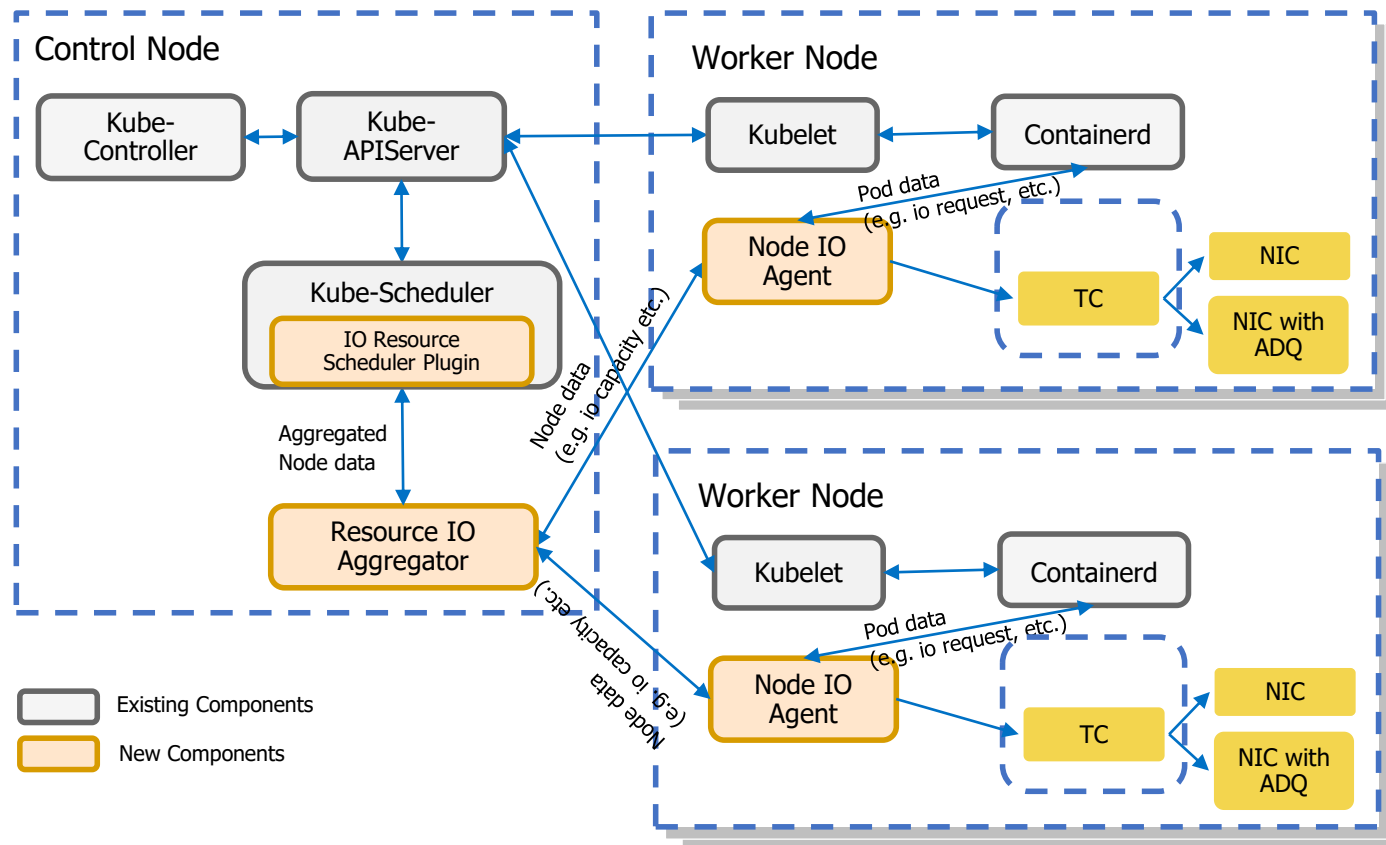 Control Node
Kube-
Controller
Kube-
APIServer
Kube-Scheduler
IO Resource
Scheduler Plugin
Aggregated
Node data
Resource IO
Aggregator
Node data
(e.g. io capacity etc.)
Node data
(e.g. io capacity etc.)
Worker Node
Kubelet
Containerd
Pod data
(e.g. io request, etc.)
Node IO
Agent
TC
NIC
NIC with
ADQ
Worker Node
Kubelet
Containerd
Pod data
(e.g. io request, etc.)
Node IO
Agent
TC
NIC
NIC with
ADQ
Existing Components
New Components